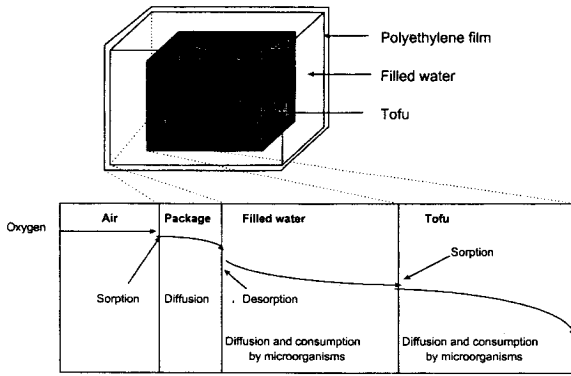 Polyethylene film
Filled water
Tofu
Oxygen
Air
Package
Filled water
Tofu
Sorption
Sorption
Diffusion
Desorption
Diffusion and consumption
by microorganisms
Diffusion and consumption
by microorganisms